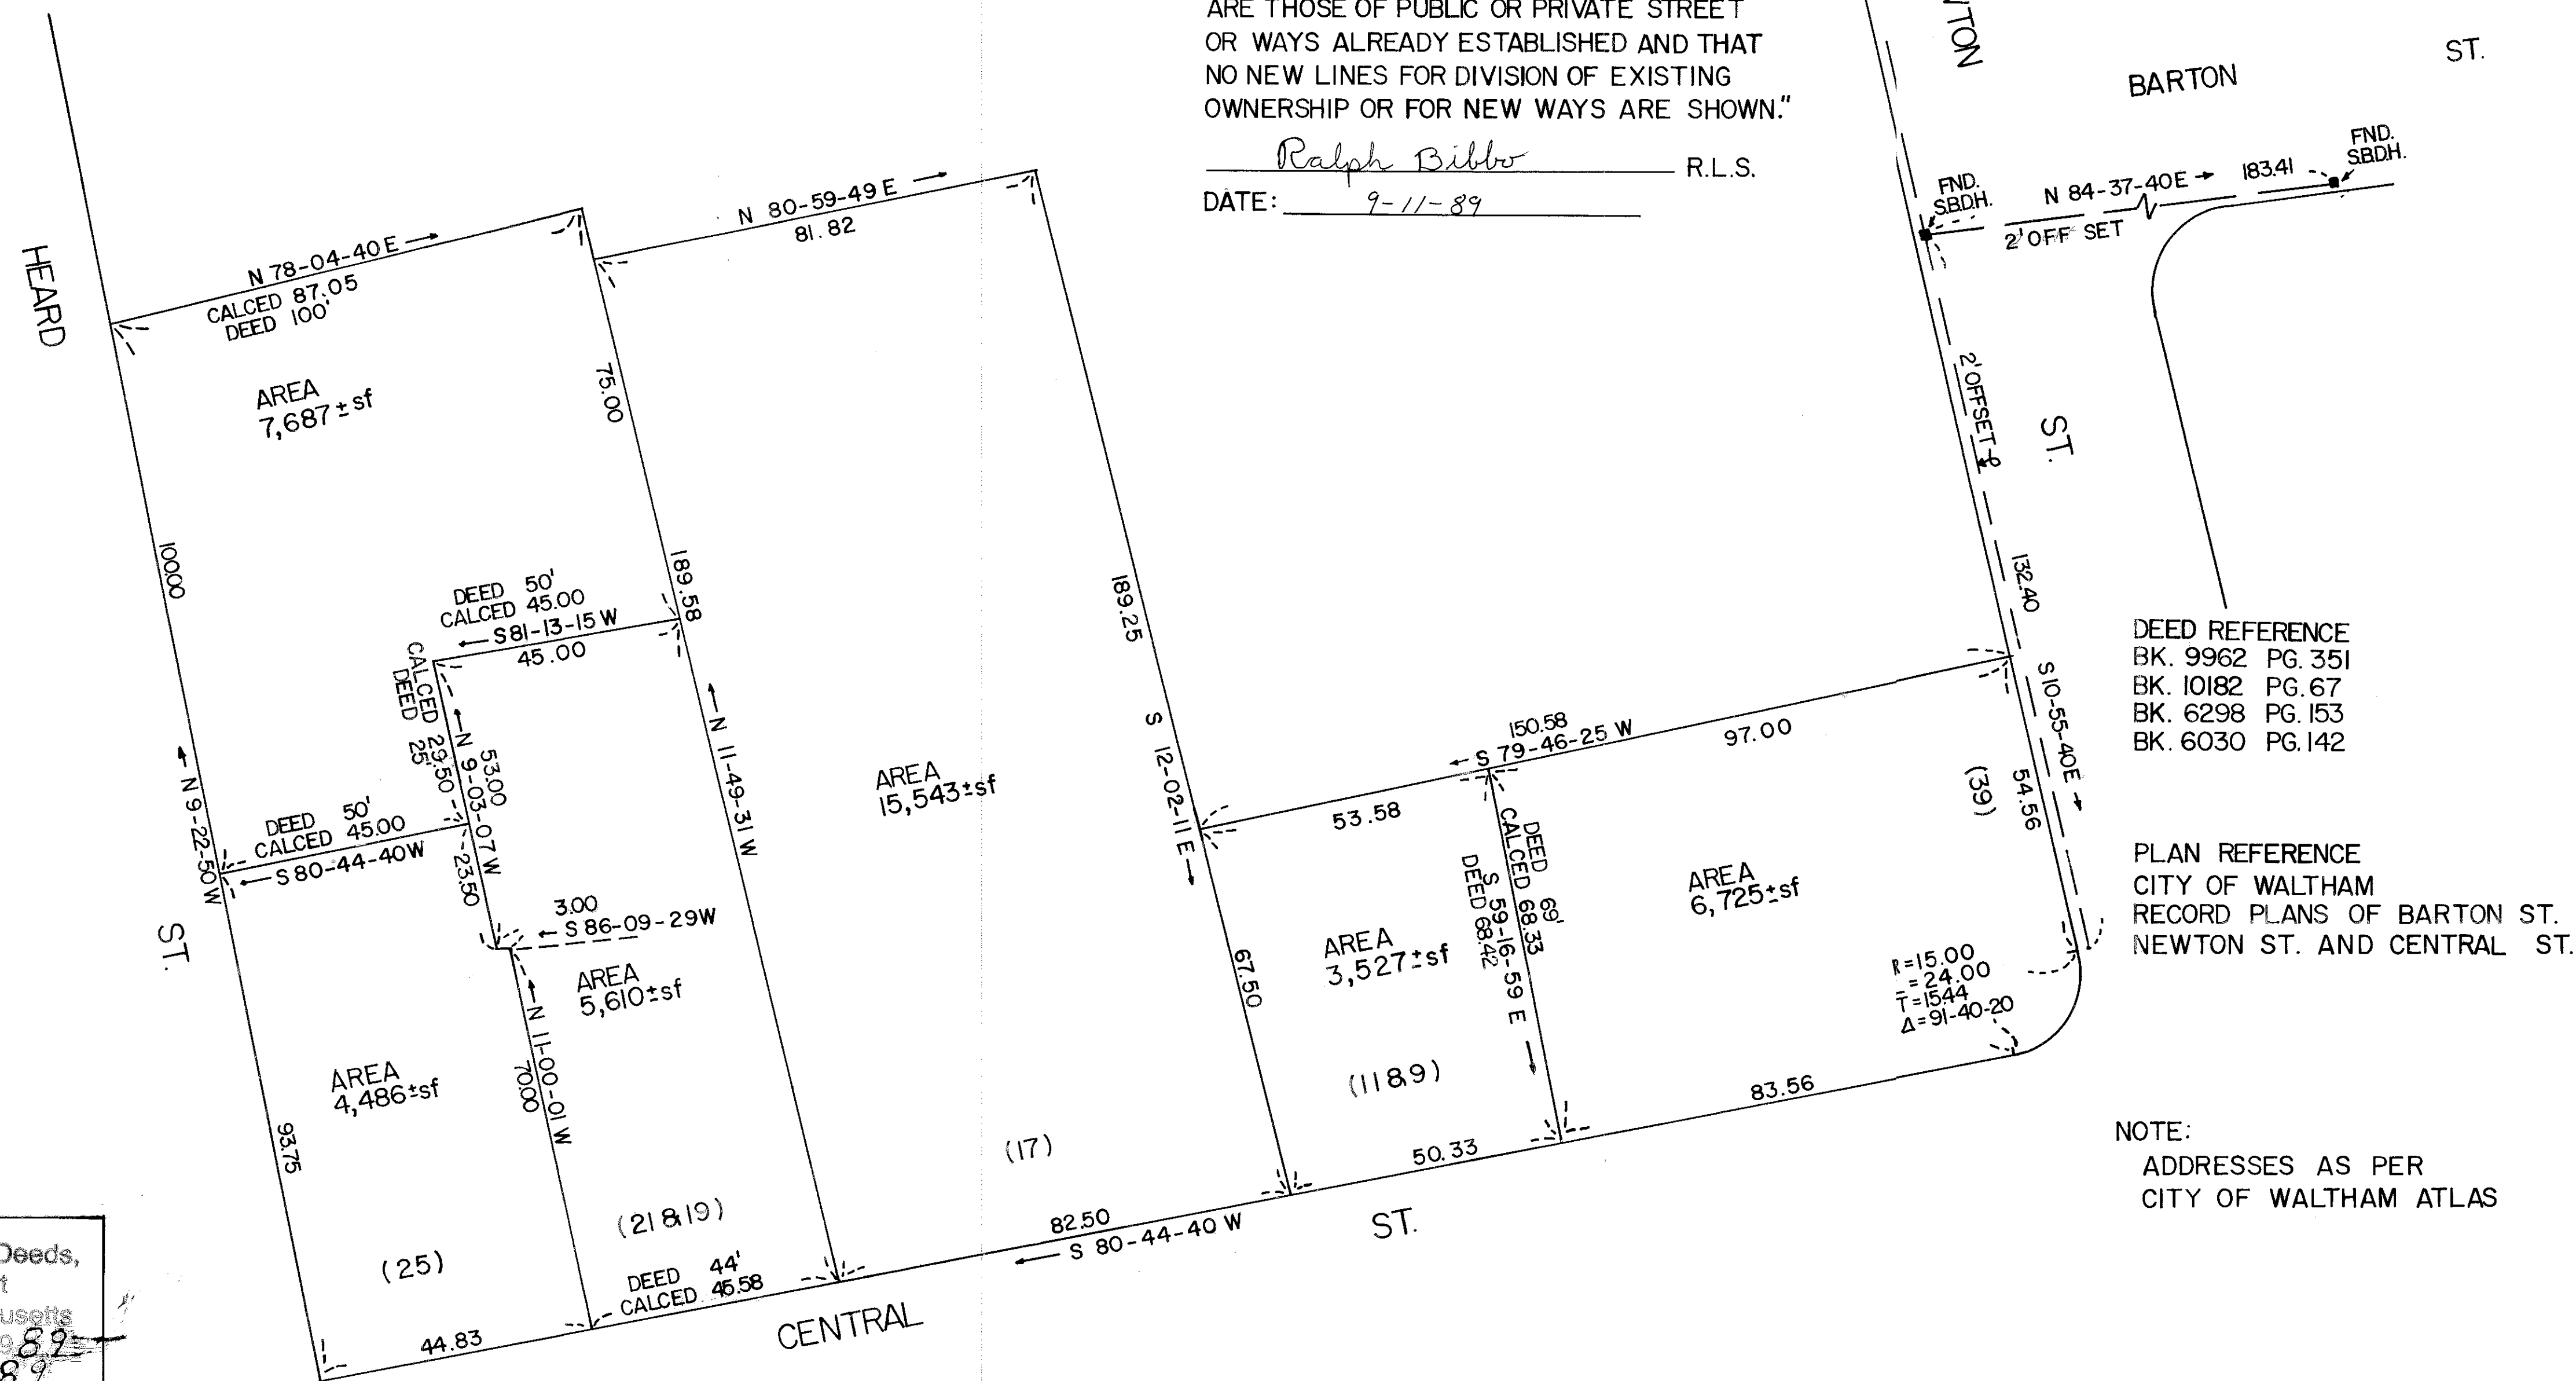 ARE THOSE OF PUBLIC OR PRIVATE STREET
OR WAYS ALREADY ESTABLISHED AND THAT
NO NEW LINES FOR DIVISION OF EXISTING
OWNERSHIP OR FOR NEW WAYS ARE SHOWN."
Ralph Bibbo R.L.S.
DATE: 9-11-89
HEARD
ST.
N 78-04-40 E
CALCED 87.05
DEED 100'
AREA
7,687± sf
100.00
N 9-22-50 W
93.75
N 80-59-49 E
81.82
75.00
189.58
N 11-49-31 W
DEED 50'
CALCED 45.00
S 81-13-15 W
45.00
CALCED 29.50
DEED 25'
53.00
N 9-03-07 W
23.50
DEED 50'
CALCED 45.00
S 80-44-40 W
3.00
S 86-09-29 W
AREA
5,610± sf
N 11-00-01 W
70.00
AREA
4,486± sf
(25)
(21 & 19)
44.83
DEED 44'
CALCED 45.58
AREA
15,543± sf
(17)
189.25
S 12-02-11 E
67.50
82.50
S 80-44-40 W
CENTRAL
ST.
150.58
S 79-46-25 W
53.58
97.00
DEED 69'
CALCED 68.33
S 59-16-59 E
DEED 68.42
AREA
3,527± sf
(11 & 9)
50.33
AREA
6,725± sf
(39)
83.56
R=15.00
=24.00
T=15.44
Δ=91-40-20
NTON
ST.
2' OFFSET
132.40
S 10-55-40 E
54.56
BARTON
ST.
FND.
S.B.D.H.
N 84-37-40 E
183.41
2' OFF SET
FND.
S.B.D.H.
DEED REFERENCE
BK. 9962 PG. 351
BK. 10182 PG. 67
BK. 6298 PG. 153
BK. 6030 PG. 142
PLAN REFERENCE
CITY OF WALTHAM
RECORD PLANS OF BARTON ST.
NEWTON ST. AND CENTRAL ST.
NOTE:
ADDRESSES AS PER
CITY OF WALTHAM ATLAS
Deeds,
usetts
89
89